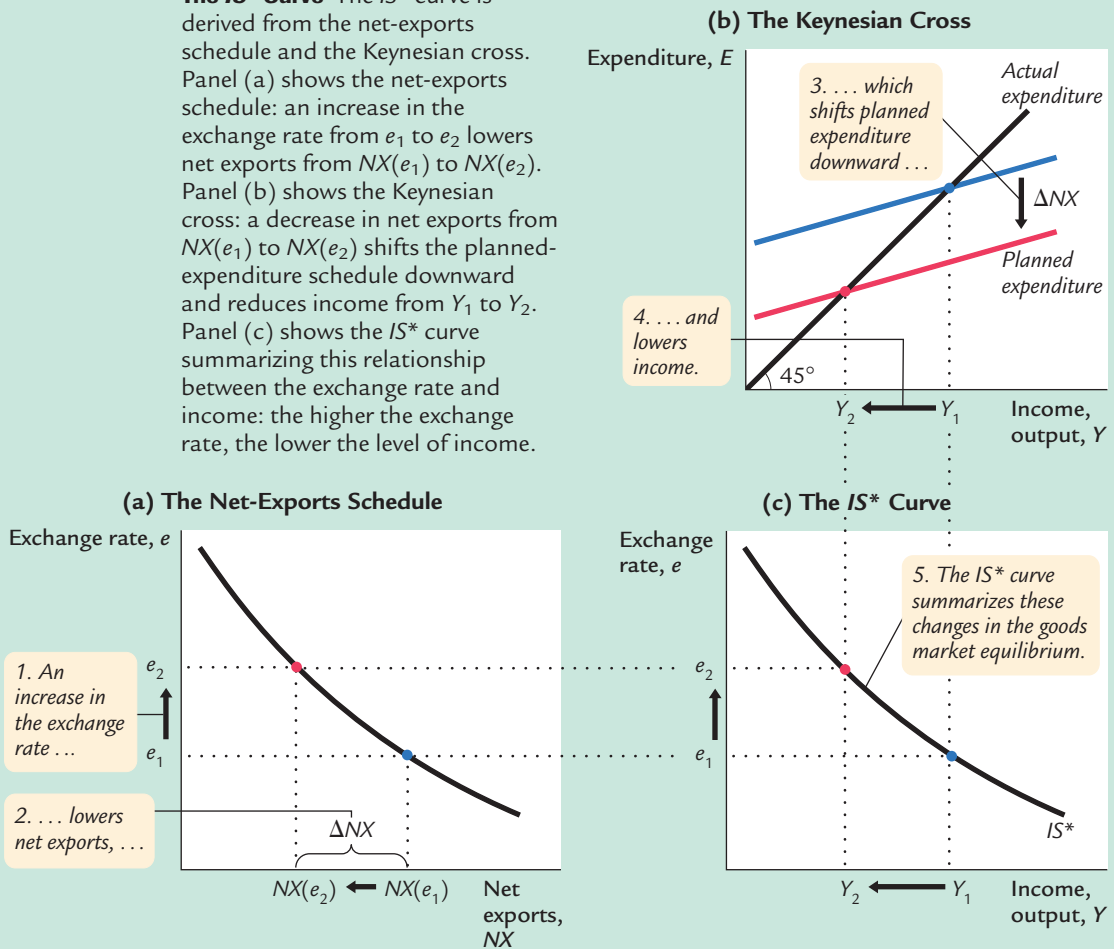 The IS* Curve The IS* curve is
derived from the net-exports
schedule and the Keynesian cross.
Panel (a) shows the net-exports
schedule: an increase in the
exchange rate from e1 to e2 lowers
net exports from NX(e1) to NX(e2).
Panel (b) shows the Keynesian
cross: a decrease in net exports from
NX(e1) to NX(e2) shifts the planned-
expenditure schedule downward
and reduces income from Y1 to Y2.
Panel (c) shows the IS* curve
summarizing this relationship
between the exchange rate and
income: the higher the exchange
rate, the lower the level of income.
(b) The Keynesian Cross
Expenditure, E
3. . . . which
shifts planned
expenditure
downward . . .
Actual
expenditure
ΔNX
Planned
expenditure
4. . . . and
lowers
income.
45°
Y2
Y1
Income,
output, Y
(a) The Net-Exports Schedule
Exchange rate, e
1. An
increase in
the exchange
rate . . .
e2
e1
2. . . . lowers
net exports, . . .
ΔNX
NX(e2)
NX(e1)
Net
exports,
NX
(c) The IS* Curve
Exchange
rate, e
5. The IS* curve
summarizes these
changes in the goods
market equilibrium.
e2
e1
IS*
Y2
Y1
Income,
output, Y